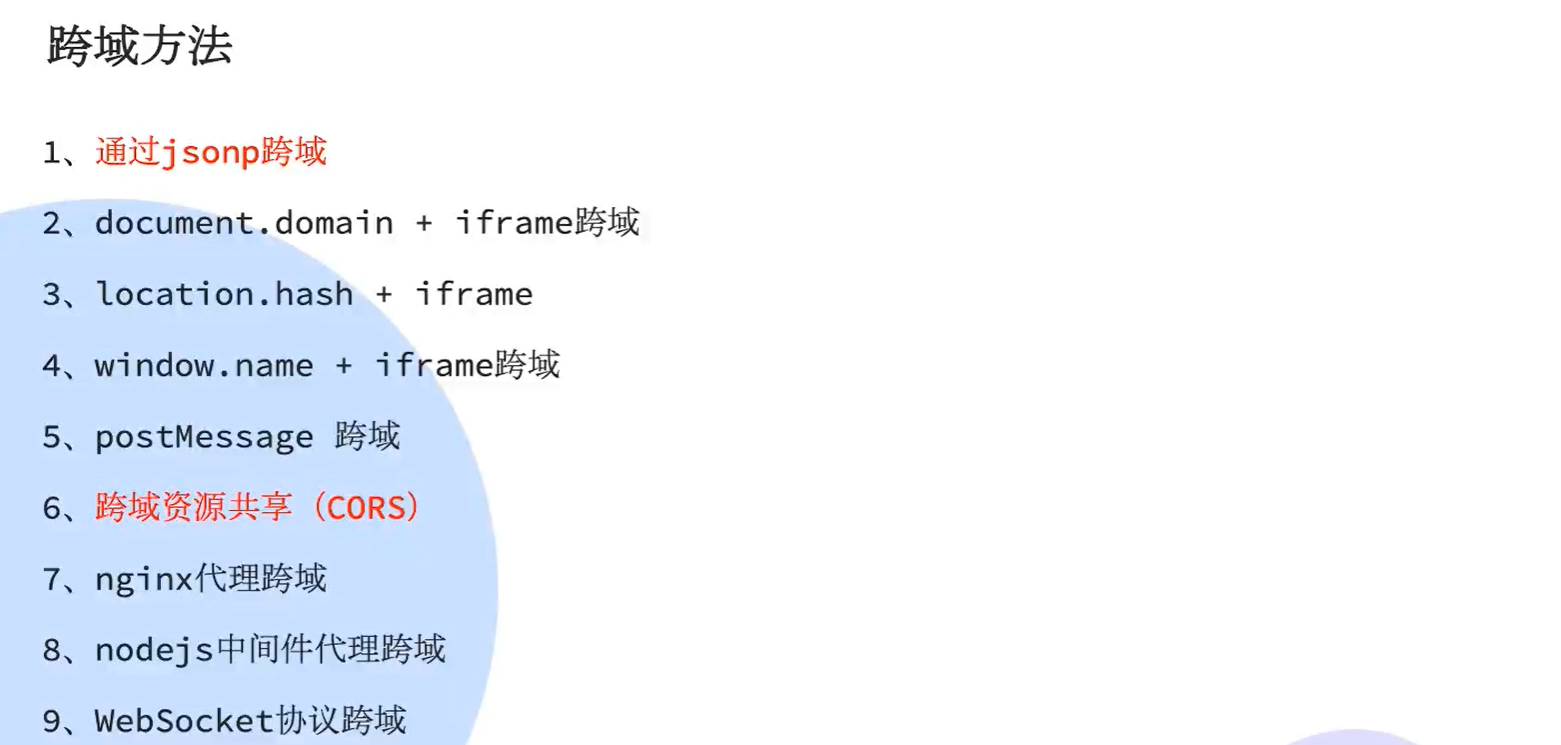 跨域方法
1、通过jsonp跨域
2、document.domain + iframe跨域
3、location.hash + iframe
4、window.name + iframe跨域
5、postMessage 跨域
6、跨域资源共享（CORS）
7、nginx代理跨域
8、nodejs中间件代理跨域
9、WebSocket协议跨域